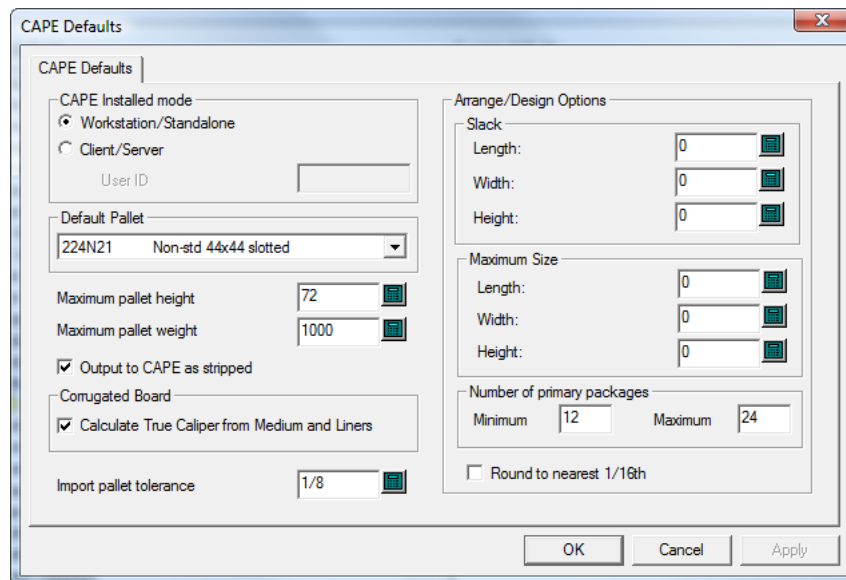 CAPE Defaults
CAPE Defaults
CAPE Installed mode
Workstation/Standalone
Client/Server
User ID
Default Pallet
224N21 Non-std 44x44 slotted
Maximum pallet height 72
Maximum pallet weight 1000
Output to CAPE as stripped
Corrugated Board
Calculate True Caliper from Medium and Liners
Import pallet tolerance 1/8
Arrange/Design Options
Slack
Length: 0
Width: 0
Height: 0
Maximum Size
Length: 0
Width: 0
Height: 0
Number of primary packages
Minimum 12 Maximum 24
Round to nearest 1/16th
OK Cancel Apply